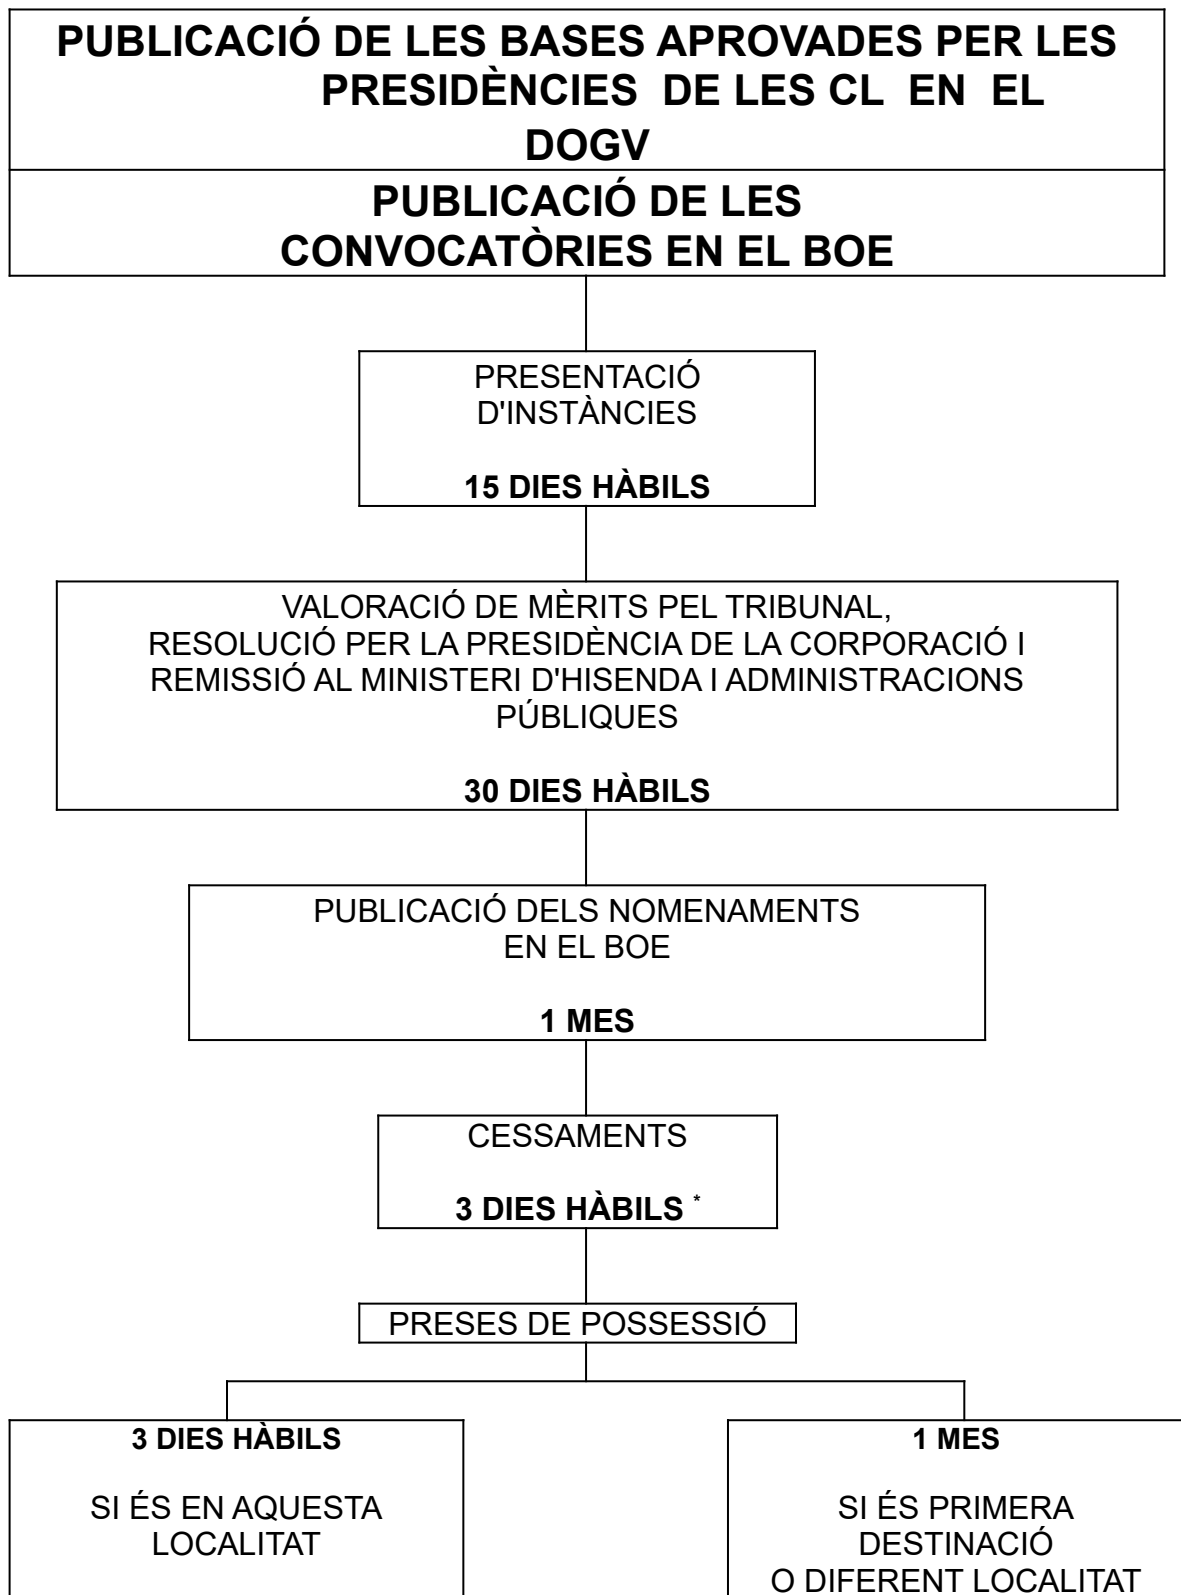 PUBLICACIÓ DE LES BASES APROVADES PER LES
PRESIDÈNCIES DE LES CL EN EL
DOGV
PUBLICACIÓ DE LES
CONVOCATÒRIES EN EL BOE
PRESENTACIÓ
D'INSTÀNCIES
15 DIES HÀBILS
VALORACIÓ DE MÈRITS PEL TRIBUNAL,
RESOLUCIÓ PER LA PRESIDÈNCIA DE LA CORPORACIÓ I
REMISSIÓ AL MINISTERI D'HISENDA I ADMINISTRACIONS
PÚBLIQUES
30 DIES HÀBILS
PUBLICACIÓ DELS NOMENAMENTS
EN EL BOE
1 MES
CESSAMENTS
3 DIES HÀBILS *
PRESES DE POSSESSIÓ
3 DIES HÀBILS
SI ÉS EN AQUESTA
LOCALITAT
1 MES
SI ÉS PRIMERA
DESTINACIÓ
O DIFERENT LOCALITAT